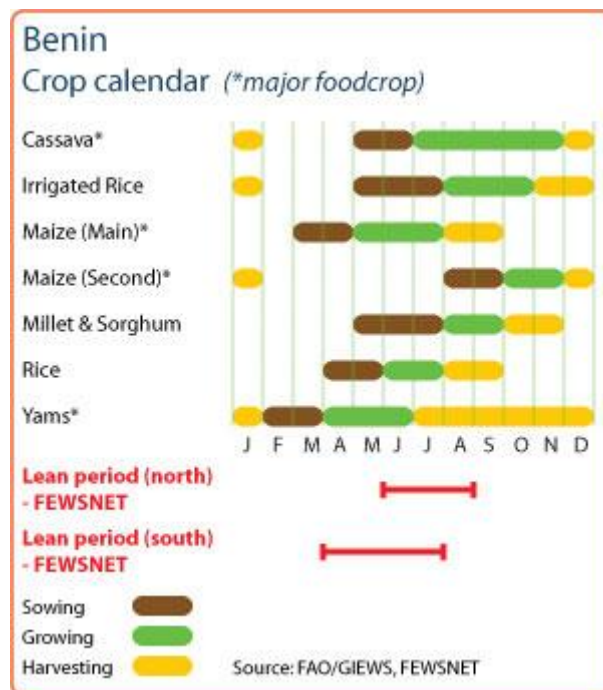 Benin
Crop calendar (*major foodcrop)
Cassava*
Irrigated Rice
Maize (Main)*
Maize (Second)*
Millet & Sorghum
Rice
Yams*
J F M A M J J A S O N D
Lean period (north)
- FEWSNET
Lean period (south)
- FEWSNET
Sowing
Growing
Harvesting
Source: FAO/GIEWS, FEWSNET